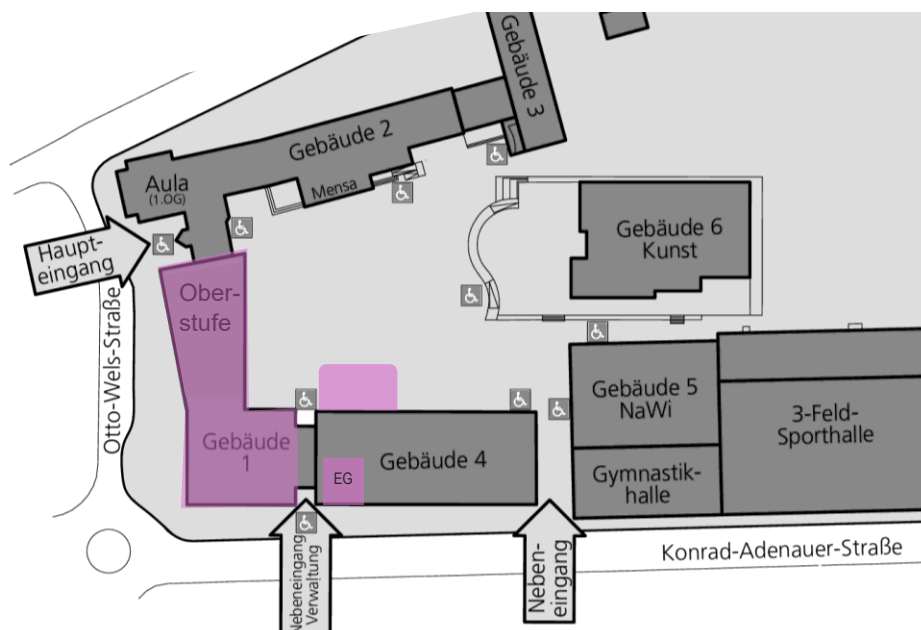 Gebäude 3
Gebäude 2
Aula
(1.OG)
Mensa
Haupt-
eingang
Gebäude 6
Kunst
Ober-
stufe
Otto-Wels-Straße
Gebäude 5
NaWi
3-Feld-
Sporthalle
Gebäude
1
Gebäude 4
EG
Gymnastik-
halle
Nebeneingang
Verwaltung
Neben-
eingang
Konrad-Adenauer-Straße